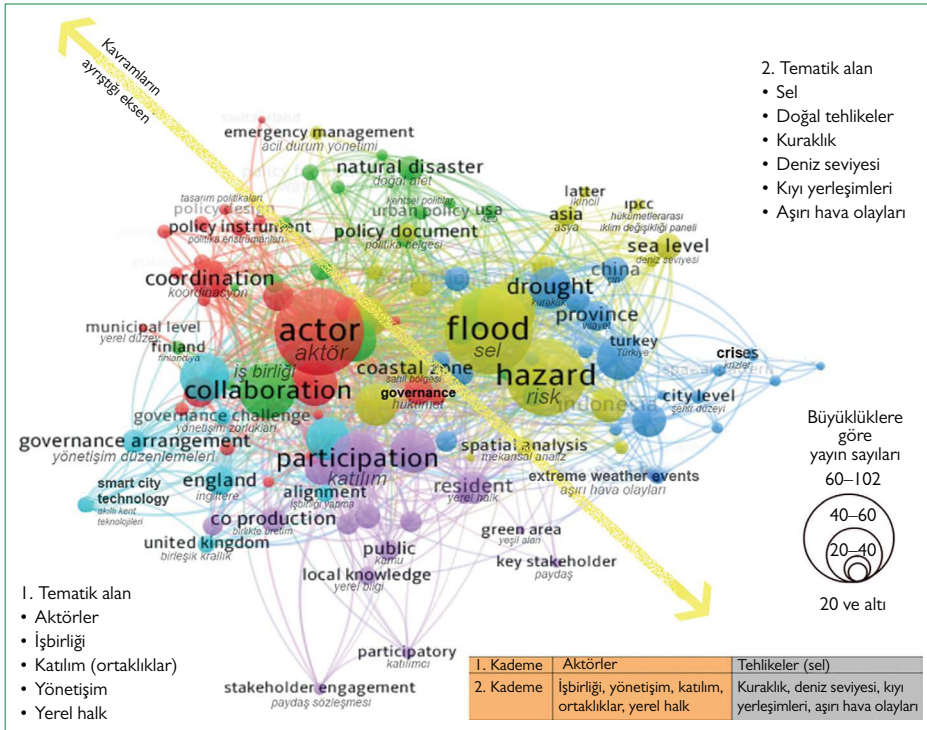 Kavramların
ayrıştığı eksen
2. Tematik alan
• Sel
• Doğal tehlikeler
• Kuraklık
• Deniz seviyesi
• Kıyı yerleşimleri
• Aşırı hava olayları
emergency management
acil durum yönetimi
natural disaster
doğal afet
tasarım politikaları
policy design
kentsel politilar
urban policy
usa
ABD
latter
ikincil
ipcc
hükümetlerarası
iklim değişikliği paneli
asia
asya
policy instrument
politika enstrümanları
policy document
politika belgesi
sea level
deniz seviyesi
coordination
koordinasyon
china
çin
drought
kuraklık
province
vilayet
actor
aktör
flood
sel
municipal level
yerel düzey
finland
finlandiya
turkey
Türkiye
crises
krizler
iş birliği
collaboration
coastal zone
sahil bölgesi
governance
hükümet
hazard
risk
indonesia
city level
şehir düzeyi
governance challenge
yönetişim zorlukları
governance arrangement
yönetişim düzenlemeleri
participation
katılım
spatial analysis
mekansal analiz
smart city
technology
akıllı kent
teknolojileri
england
ingiltere
alignment
işbirliği yapma
resident
yerel halk
extreme weather events
aşırı hava olayları
co production
birlikte üretim
united kingdom
birleşik krallık
green area
yeşil alan
public
kamu
key stakeholder
paydaş
local knowledge
yerel bilgi
participatory
katılımcı
stakeholder engagement
paydaş sözleşmesi
Büyüklüklere
göre
yayın sayıları
60–102
40–60
20–40
20 ve altı
1. Tematik alan
• Aktörler
• İşbirliği
• Katılım (ortaklıklar)
• Yönetişim
• Yerel halk
1. Kademe Aktörler Tehlikeler (sel)
2. Kademe İşbirliği, yönetişim, katılım, ortaklıklar, yerel halk Kuraklık, deniz seviyesi, kıyı yerleşimleri, aşırı hava olayları